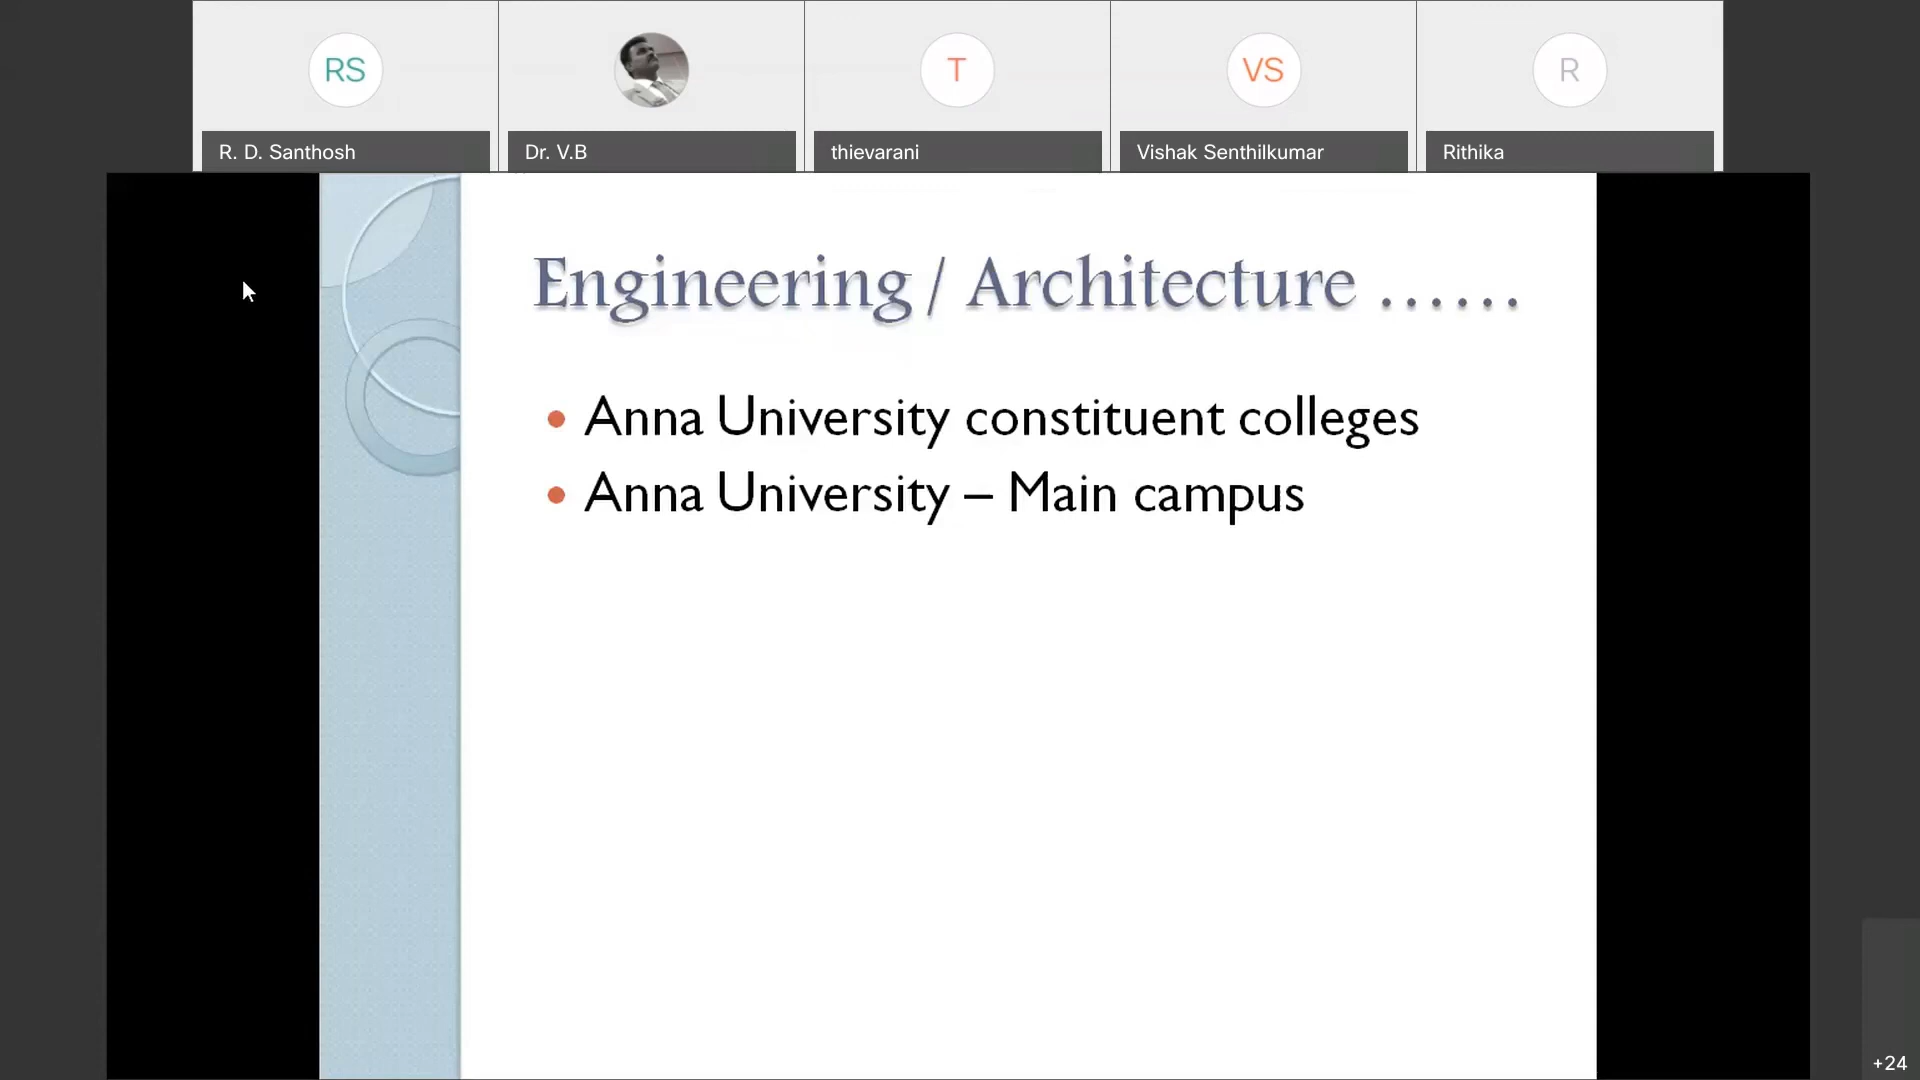 RS
T
VS
R
R. D. Santhosh
Dr. V.B
thievarani
Vishak Senthilkumar
Rithika
Engineering / Architecture ......
• Anna University constituent colleges
• Anna University – Main campus
+24